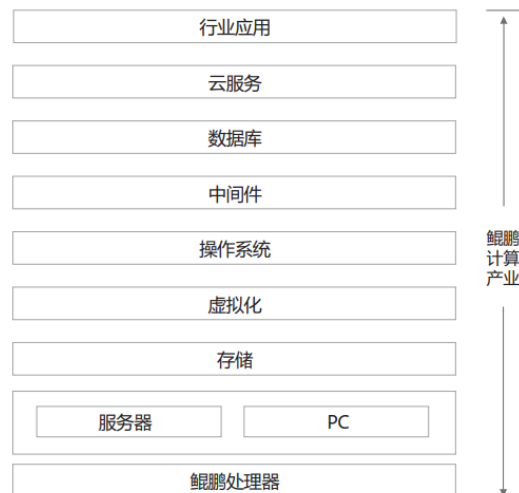 行业应用
云服务
数据库
中间件
操作系统
虚拟化
存储
服务器
PC
鲲鹏处理器
鲲鹏
计算
产业